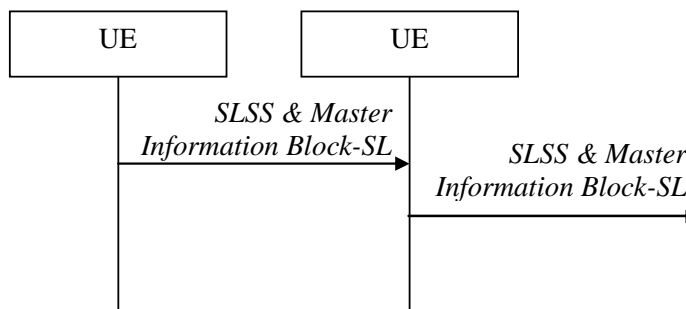 UE
UE
SLSS & Master
Information Block-SL
SLSS & Master
Information Block-SL